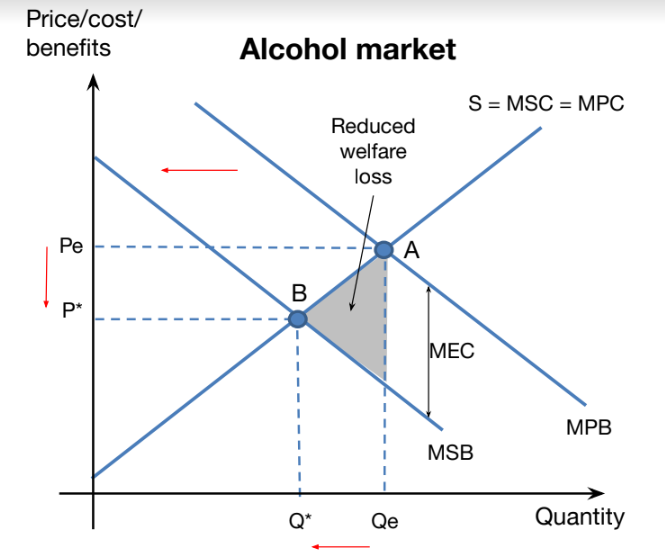 Price/cost/
benefits
Alcohol market
S = MSC = MPC
Reduced
welfare
loss
Pe
A
B
P*
MEC
MPB
MSB
Q*
Qe
Quantity